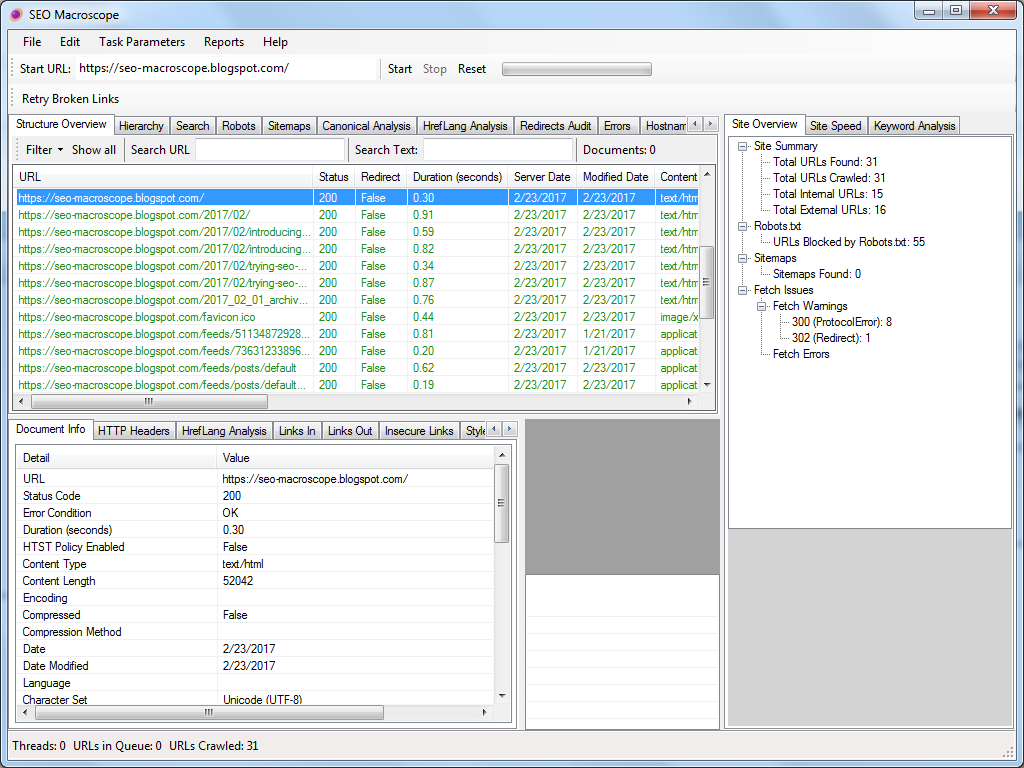 SEO Macroscope
File Edit Task Parameters Reports Help
Start URL: https://seo-macroscope.blogspot.com/ Start Stop Reset
Retry Broken Links
Structure Overview Hierarchy Search Robots Sitemaps Canonical Analysis HrefLang Analysis Redirects Audit Errors Hostnam
Filter Show all Search URL Search Text: Documents: 0
URL Status Redirect Duration (seconds) Server Date Modified Date Content
https://seo-macroscope.blogspot.com/ 200 False 0.30 2/23/2017 2/23/2017 text/htm
https://seo-macroscope.blogspot.com/2017/02/ 200 False 0.91 2/23/2017 2/23/2017 text/htm
https://seo-macroscope.blogspot.com/2017/02/introducing... 200 False 0.59 2/23/2017 2/23/2017 text/htm
https://seo-macroscope.blogspot.com/2017/02/introducing... 200 False 0.82 2/23/2017 2/23/2017 text/htm
https://seo-macroscope.blogspot.com/2017/02/trying-seo-... 200 False 0.34 2/23/2017 2/23/2017 text/htm
https://seo-macroscope.blogspot.com/2017/02/trying-seo-... 200 False 0.87 2/23/2017 2/23/2017 text/htm
https://seo-macroscope.blogspot.com/2017_02_01_archiv... 200 False 0.76 2/23/2017 2/23/2017 text/htm
https://seo-macroscope.blogspot.com/favicon.ico 200 False 0.44 2/23/2017 2/23/2017 image/x
https://seo-macroscope.blogspot.com/feeds/51134872928... 200 False 0.81 2/23/2017 1/21/2017 applicat
https://seo-macroscope.blogspot.com/feeds/73631233896... 200 False 0.20 2/23/2017 1/21/2017 applicat
https://seo-macroscope.blogspot.com/feeds/posts/default 200 False 0.62 2/23/2017 2/23/2017 applicat
https://seo-macroscope.blogspot.com/feeds/posts/default... 200 False 0.19 2/23/2017 2/23/2017 applicat
Document Info HTTP Headers HrefLang Analysis Links In Links Out Insecure Links Style
Detail Value
URL https://seo-macroscope.blogspot.com/
Status Code 200
Error Condition OK
Duration (seconds) 0.30
HTST Policy Enabled False
Content Type text/html
Content Length 52042
Encoding
Compressed False
Compression Method
Date 2/23/2017
Date Modified 2/23/2017
Language
Character Set Unicode (UTF-8)
Site Overview Site Speed Keyword Analysis
Site Summary
Total URLs Found: 31
Total URLs Crawled: 31
Total Internal URLs: 15
Total External URLs: 16
Robots.txt
URLs Blocked by Robots.txt: 55
Sitemaps
Sitemaps Found: 0
Fetch Issues
Fetch Warnings
300 (ProtocolError): 8
302 (Redirect): 1
Fetch Errors
Threads: 0 URLs in Queue: 0 URLs Crawled: 31